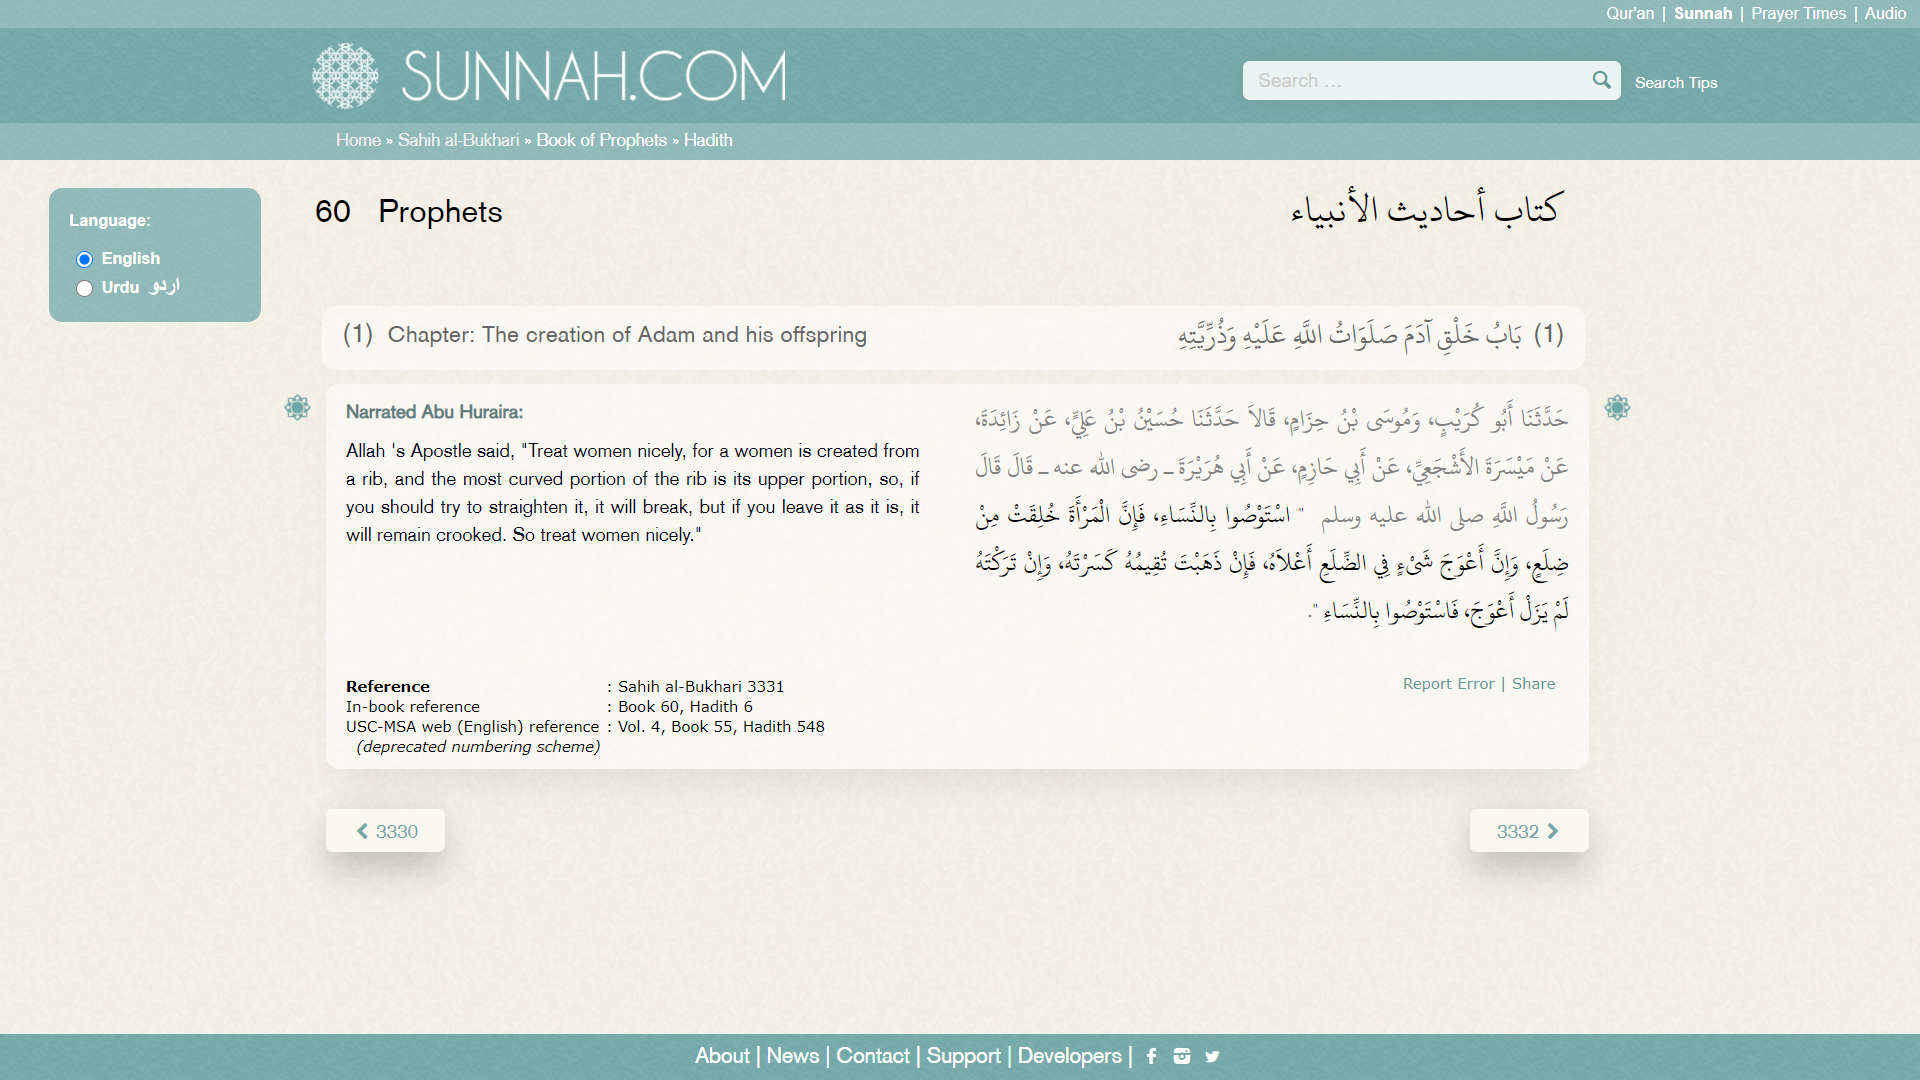 Qur'an | Sunnah | Prayer Times | Audio
SUNNAH.COM
Search …
Search Tips
Home » Sahih al-Bukhari » Book of Prophets » Hadith
Language:
English
Urdu اردو
60 Prophets
كتاب أحاديث الأنبياء
(1) Chapter: The creation of Adam and his offspring
(1) بَابُ خَلْقِ آدَمَ صَلَوَاتُ اللَّهِ عَلَيْهِ وَذُرِّيَّتِهِ
Narrated Abu Huraira:
Allah 's Apostle said, "Treat women nicely, for a women is created from
a rib, and the most curved portion of the rib is its upper portion, so, if
you should try to straighten it, it will break, but if you leave it as it is, it
will remain crooked. So treat women nicely."
حَدَّثَنَا أَبُو كُرَيْبٍ، وَمُوسَى بْنُ حِزَامٍ، قَالاَ حَدَّثَنَا حُسَيْنُ بْنُ عَلِيٍّ، عَنْ زَائِدَةَ،
عَنْ مَيْسَرَةَ الأَشْجَعِيِّ، عَنْ أَبِي حَازِمٍ، عَنْ أَبِي هُرَيْرَةَ ـ رضى الله عنه ـ قَالَ قَالَ
رَسُولُ اللَّهِ صلى الله عليه وسلم " اسْتَوْصُوا بِالنِّسَاءِ، فَإِنَّ الْمَرْأَةَ خُلِقَتْ مِنْ
ضِلَعٍ، وَإِنَّ أَعْوَجَ شَىْءٍ فِي الضِّلَعِ أَعْلاَهُ، فَإِنْ ذَهَبْتَ تُقِيمُهُ كَسَرْتَهُ، وَإِنْ تَرَكْتَهُ
لَمْ يَزَلْ أَعْوَجَ، فَاسْتَوْصُوا بِالنِّسَاءِ ".
Reference : Sahih al-Bukhari 3331
In-book reference : Book 60, Hadith 6
USC-MSA web (English) reference : Vol. 4, Book 55, Hadith 548
(deprecated numbering scheme)
Report Error | Share
3330
3332
About | News | Contact | Support | Developers |